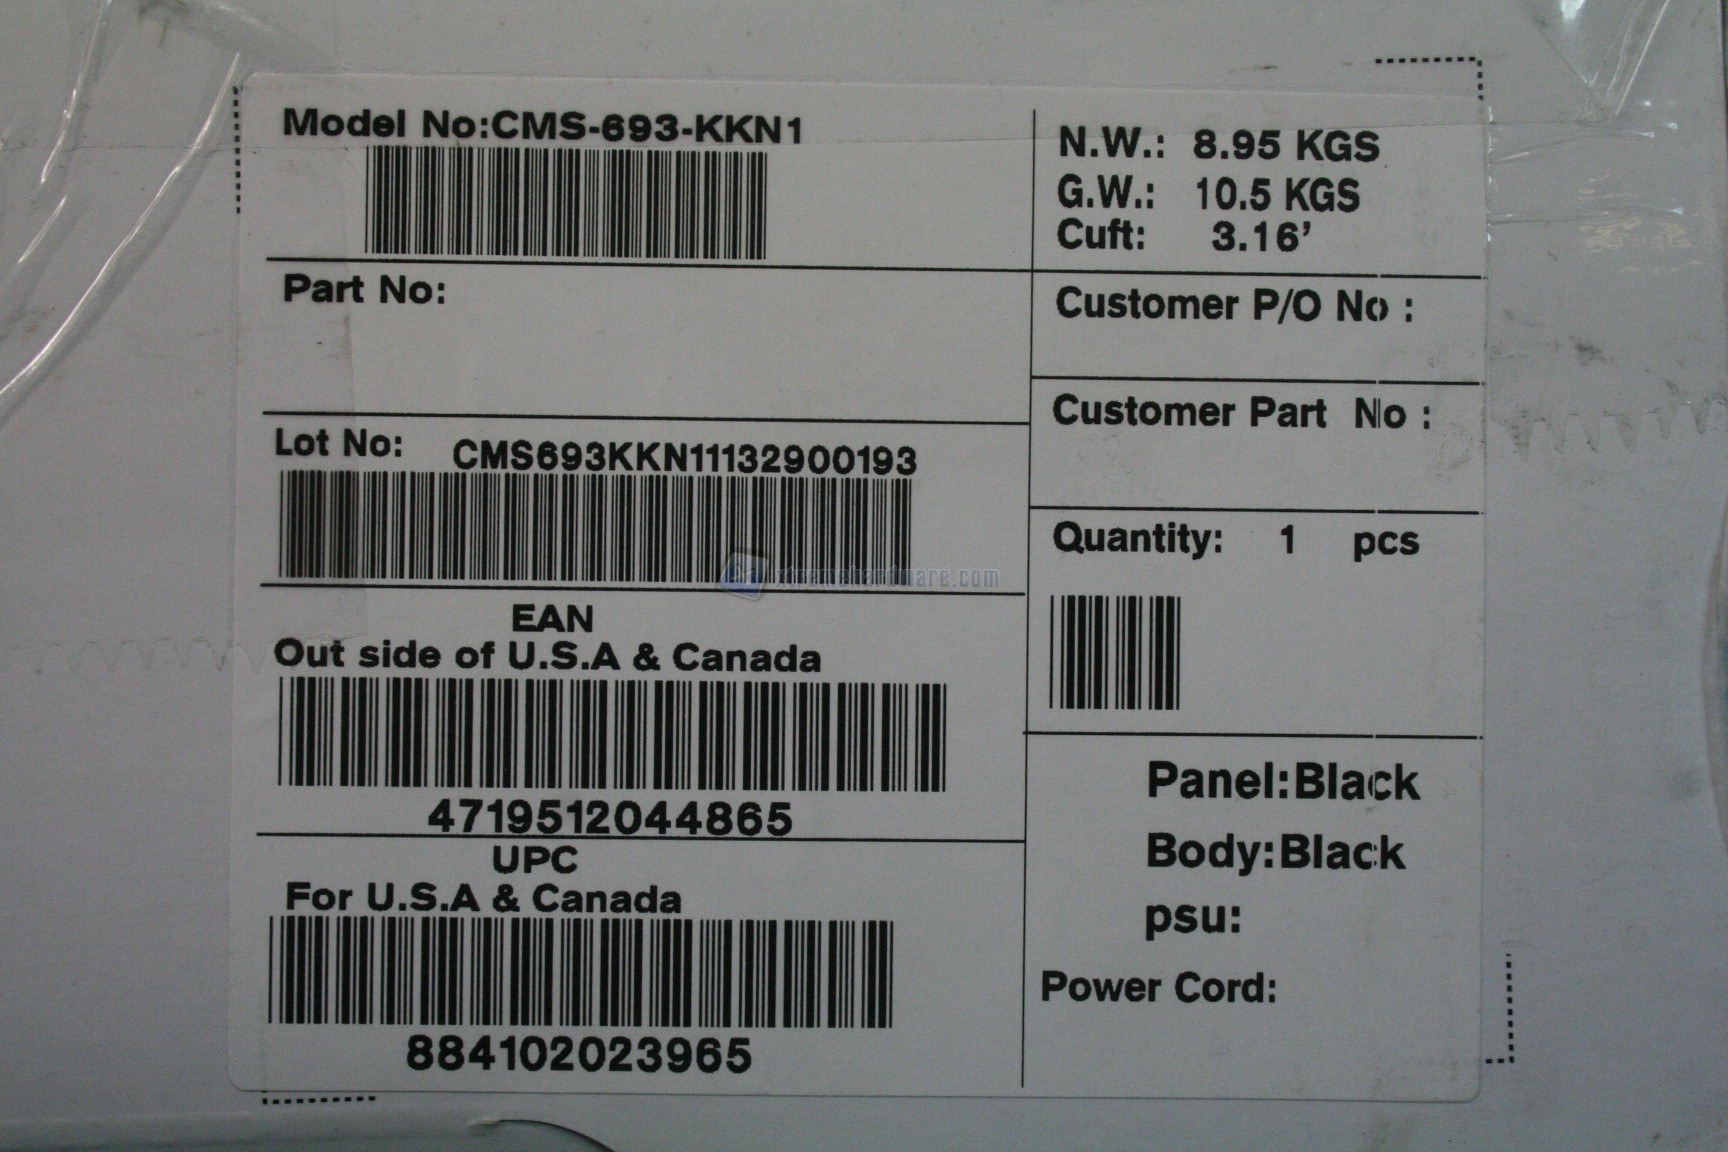 Model No:CMS-693-KKN1
Part No:
Lot No: CMS693KKN11132900193
EAN
Out side of U.S.A & Canada
4719512044865
UPC
For U.S.A & Canada
884102023965
N.W.: 8.95 KGS
G.W.: 10.5 KGS
Cuft: 3.16'
Customer P/O No :
Customer Part No :
Quantity: 1 pcs
Panel:Black
Body:Black
psu:
Power Cord:
xtremehardware.com